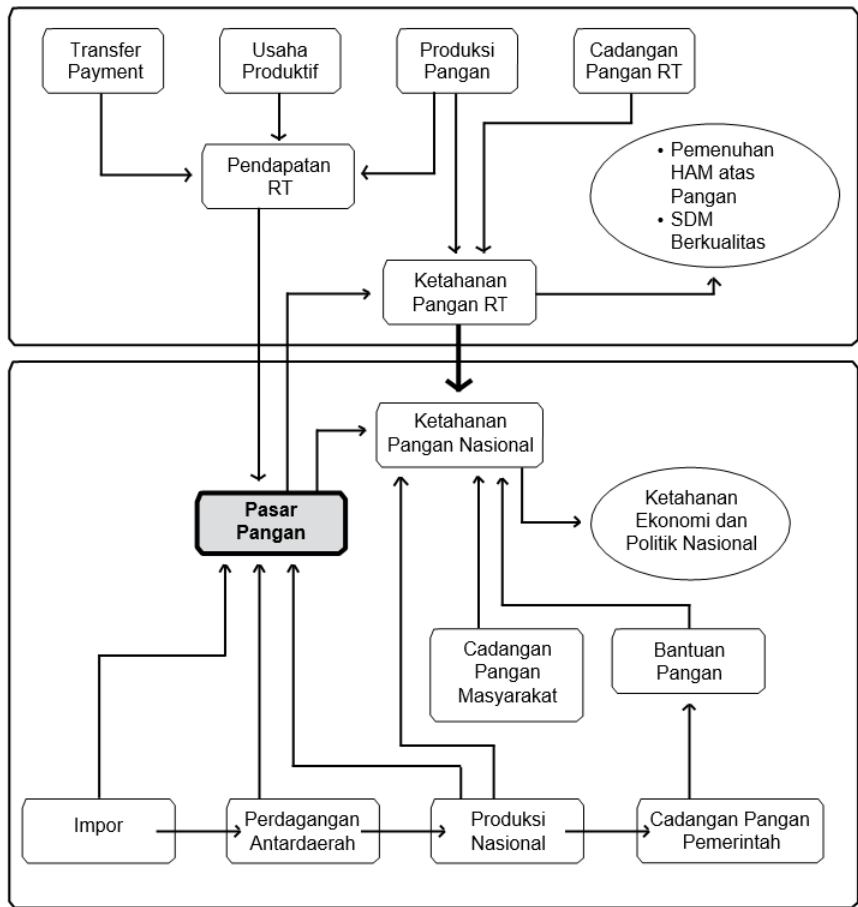 Transfer
Payment
Usaha
Produktif
Produksi
Pangan
Cadangan
Pangan RT
Pendapatan
RT
• Pemenuhan
HAM atas
Pangan
• SDM
Berkualitas
Ketahanan
Pangan RT
Ketahanan
Pangan Nasional
Pasar
Pangan
Ketahanan
Ekonomi dan
Politik Nasional
Cadangan
Pangan
Masyarakat
Bantuan
Pangan
Impor
Perdagangan
Antardaerah
Produksi
Nasional
Cadangan Pangan
Pemerintah